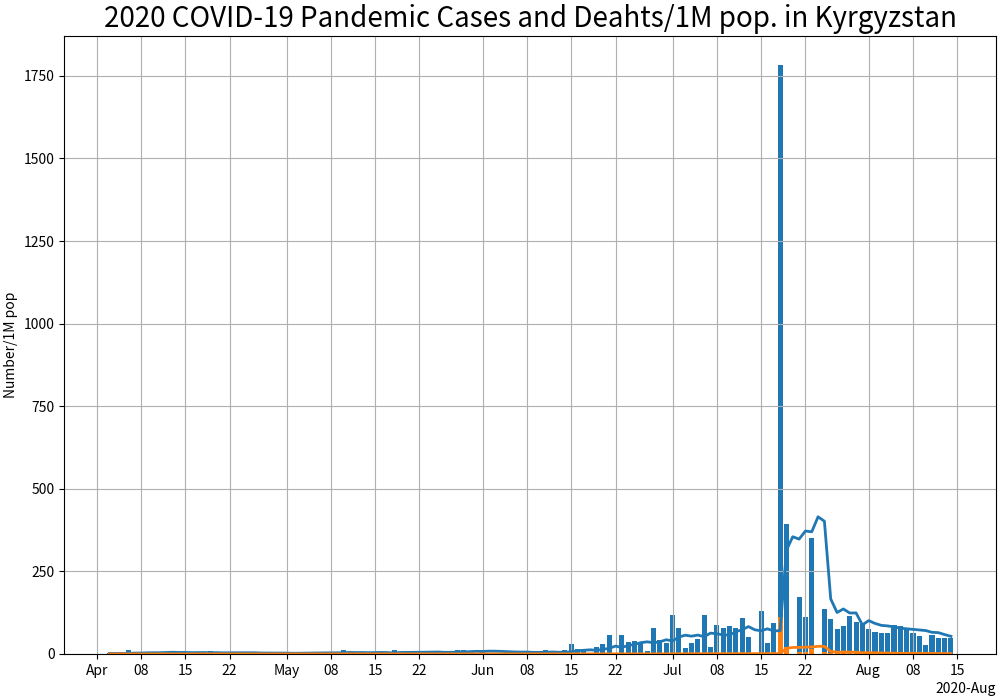 2020 COVID-19 Pandemic Cases and Deahts/1M pop. in Kyrgyzstan
Number/1M pop
1750
1500
1250
1000
750
500
250
0
Apr 08 15 22 May 08 15 22 Jun 08 15 22 Jul 08 15 22 Aug 08 15
2020-Aug